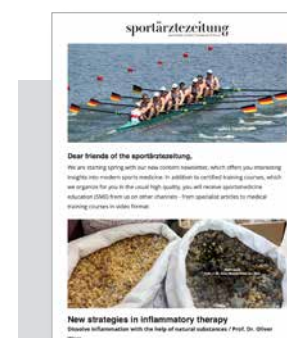 sportärztezeitung
Dear friends of the sportärztezeitung,
We are starting spring with our new content newsletter, which offers you interesting
insights into modern sports medicine. In addition to certified training courses, which
we organize for you in the usual high quality, you will receive sportsmedicine
education (SME) from us on other channels - from specialist articles to medical
training courses in video format.
New strategies in inflammatory therapy
Dissolve inflammation with the help of natural substances / Prof. Dr. Oliver